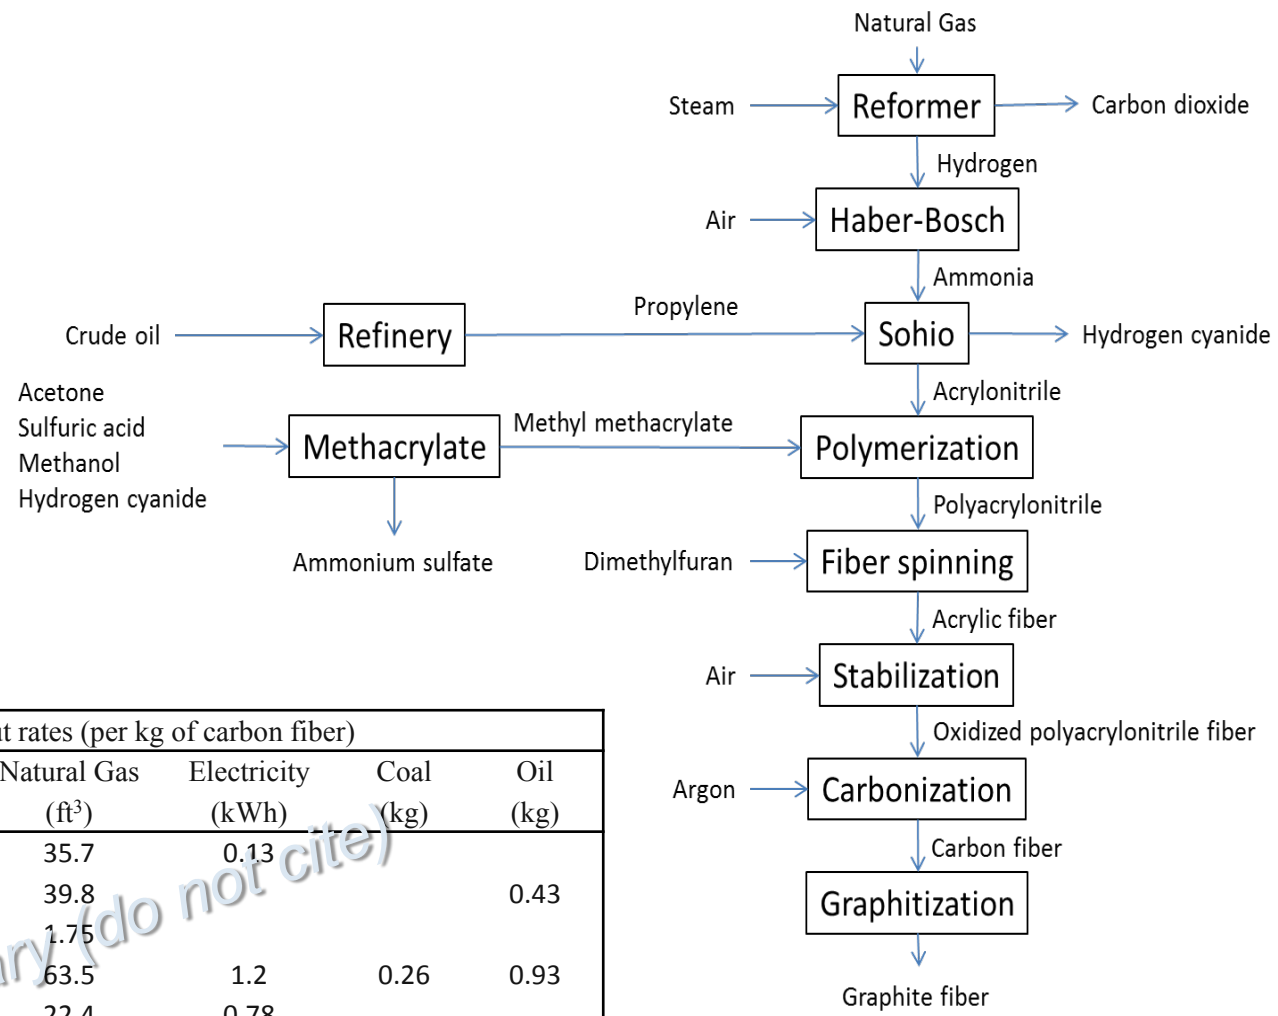 Natural Gas
Steam
Reformer
Carbon dioxide
Hydrogen
Air
Haber-Bosch
Ammonia
Crude oil
Refinery
Propylene
Sohio
Hydrogen cyanide
Acrylonitrile
Acetone
Sulfuric acid
Methanol
Hydrogen cyanide
Methacrylate
Methyl methacrylate
Polymerization
Ammonium sulfate
Polyacrylonitrile
Dimethylfuran
Fiber spinning
Acrylic fiber
Air
Stabilization
Oxidized polyacrylonitrile fiber
Argon
Carbonization
Carbon fiber
Graphitization
Graphite fiber
rates (per kg of carbon fiber)
Natural Gas Electricity Coal Oil
(ft³) (kWh) (kg) (kg)
35.7 0.13
39.8 0.43
1.75
63.5 1.2 0.26 0.93
22.4 0.78
(do not cite)